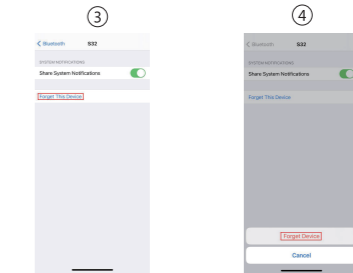 ③
④
Bluetooth S32
SYSTEM NOTIFICATIONS
Share System Notifications
Forget This Device
Bluetooth S32
SYSTEM NOTIFICATIONS
Share System Notifications
Forget This Device
Forget Device
Cancel